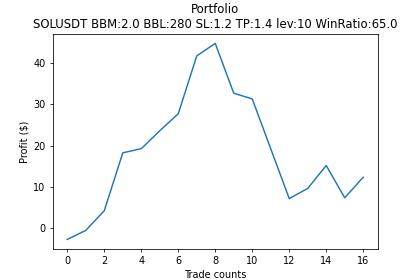 Portfolio
SOLUSDT BBM:2.0 BBL:280 SL:1.2 TP:1.4 lev:10 WinRatio:65.0
40
30
20
10
0
Profit ($)
0 2 4 6 8 10 12 14 16
Trade counts